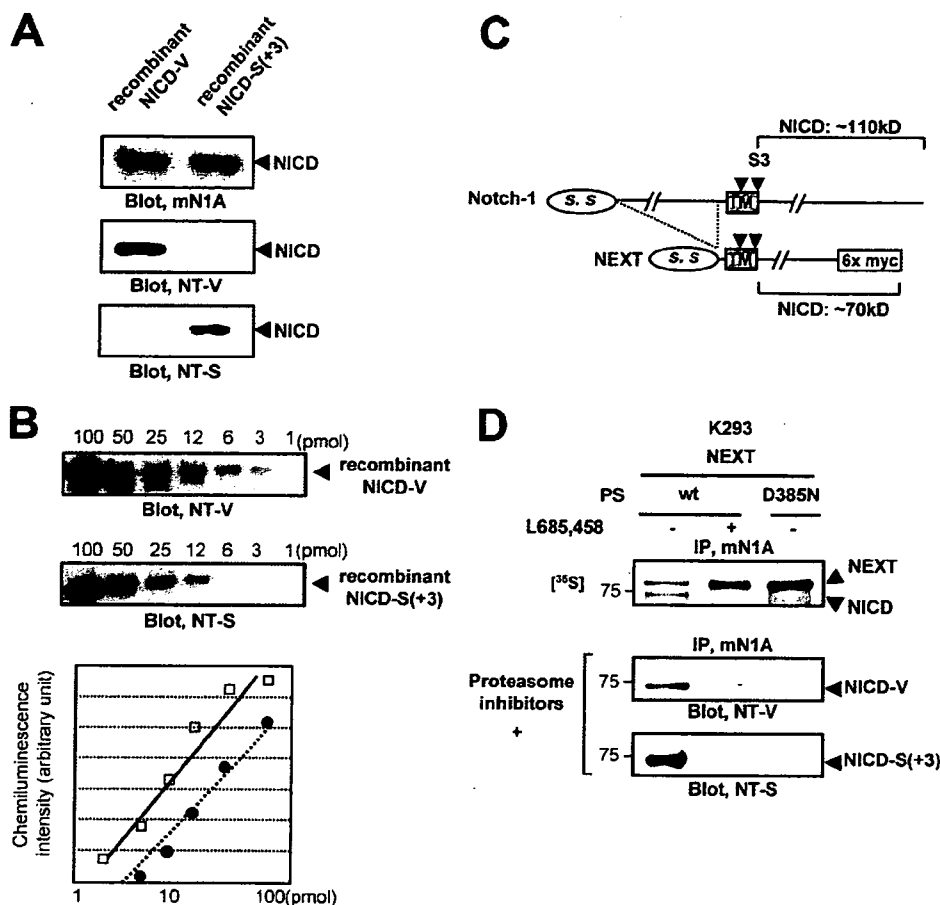 A
recombinant
NICD-V
recombinant
NICD-S(+3)
NICD
Blot, mN1A
NICD
Blot, NT-V
NICD
Blot, NT-S
B
100 50 25 12 6 3 1(pmol)
recombinant
NICD-V
Blot, NT-V
100 50 25 12 6 3 1(pmol)
recombinant
NICD-S(+3)
Blot, NT-S
Chemiluminescence
intensity (arbitrary unit)
1 10 100(pmol)
C
NICD: ~110kD
S3
Notch-1
S. S
TM
NEXT
S. S
TM
6x myc
NICD: ~70kD
D
K293
NEXT
PS wt D385N
L685,458 - + -
IP, mN1A
[³⁵S]
75
NEXT
NICD
IP, mN1A
Proteasome
inhibitors
+
75
NICD-V
Blot, NT-V
75
NICD-S(+3)
Blot, NT-S